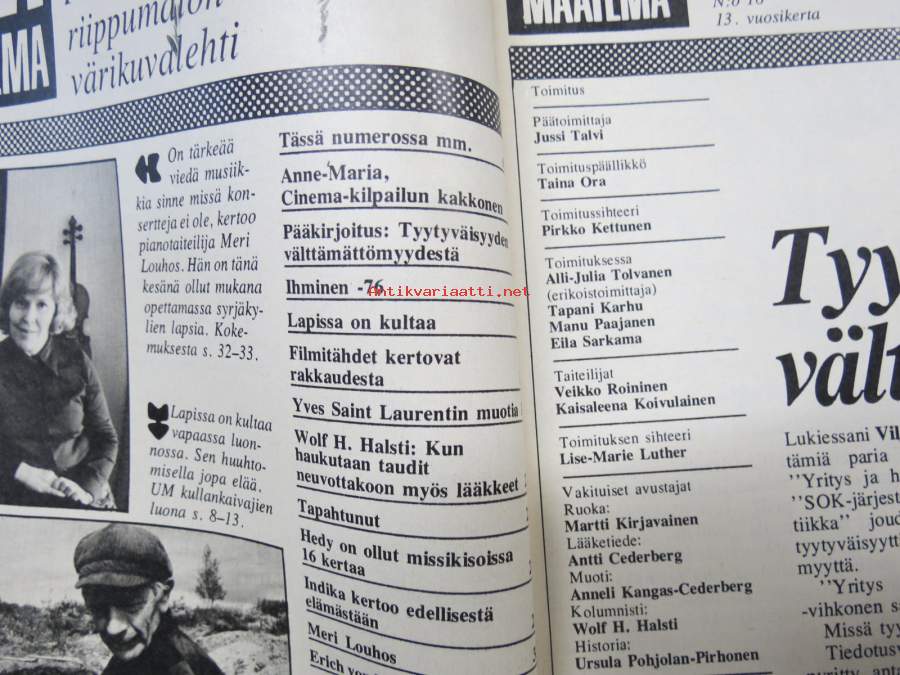 riippumaton
värikuvalehti
MA
On tärkeää
viedä musiik-
kia sinne missä kon-
sertteja ei ole, kertoo
pianotaiteilija Meri
Louhos. Hän on tänä
kesänä ollut mukana
opettamassa syrjäky-
lien lapsia. Koke-
muksesta s. 32–33.
Lapissa on kultaa
vapaassa luon-
nossa. Sen huuhto-
misella jopa elää.
UM kullankaivajien
luona s. 8–13.
Tässä numerossa mm.
Anne-Maria,
Cinema-kilpailun kakkonen
Pääkirjoitus: Tyytyväisyyden
välttämättömyydestä
Ihminen -76
Antikvariaatti.net
Lapissa on kultaa
Filmitähdet kertovat
rakkaudesta
Yves Saint Laurentin muotia
Wolf H. Halsti: Kun
haukutaan taudit
neuvottakoon myös lääkkeet
Tapahtunut
Hedy on ollut missikisoissa
16 kertaa
Indika kertoo edellisestä
elämästään
Meri Louhos
Erich
MAAILMA
13. vuosikerta
Toimitus
Päätoimittaja
Jussi Talvi
Toimituspäällikkö
Taina Ora
Toimitussihteeri
Pirkko Kettunen
Toimituksessa
Alli-Julia Tolvanen
(erikoistoimittaja)
Tapani Karhu
Manu Paajanen
Eila Sarkama
Taiteilijat
Veikko Roininen
Kaisaleena Koivulainen
Toimituksen sihteeri
Lise-Marie Luther
Vakituiset avustajat
Ruoka:
Martti Kirjavainen
Lääketiede:
Antti Cederberg
Muoti:
Anneli Kangas-Cederberg
Kolumnisti:
Wolf H. Halsti
Historia:
Ursula Pohjolan-Pirhonen
Tyy
vält
Lukiessani Vil
tämiä paria
"Yritys ja h
"SOK-järjest
tiikka" joud
tyytyväisyytt
myyttä.
"Yritys
-vihkonen s
Missä tyy
Tiedotusv